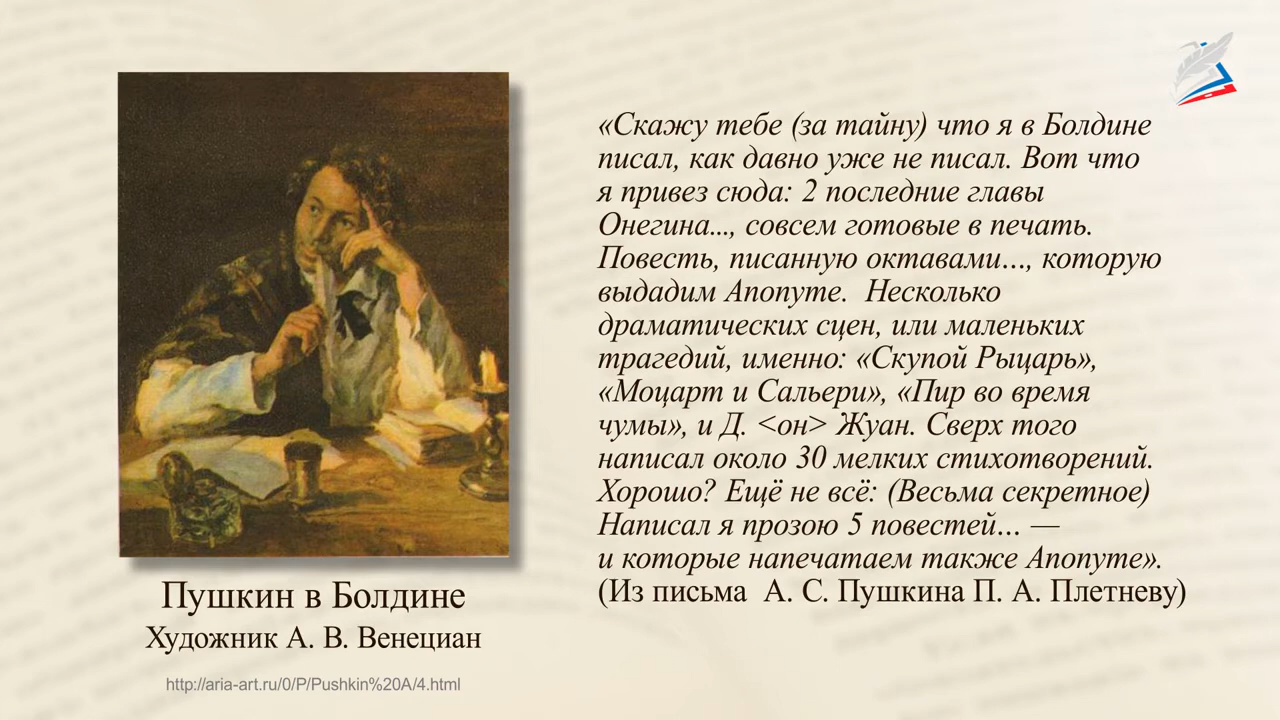 «Скажу тебе (за тайну) что я в Болдине
писал, как давно уже не писал. Вот что
я привез сюда: 2 последние главы
Онегина..., совсем готовые в печать.
Повесть, писанную октавами…, которую
выдадим Апопуте.  Несколько
драматических сцен, или маленьких
трагедий, именно: «Скупой Рыцарь»,
«Моцарт и Сальери», «Пир во время
чумы», и Д. <он> Жуан. Сверх того
написал около 30 мелких стихотворений.
Хорошо? Ещё не всё: (Весьма секретное)
Написал я прозою 5 повестей… —
и которые напечатаем также Апопуте».
(Из письма  А. С. Пушкина П. А. Плетневу)
Пушкин в Болдине
Художник А. В. Венециан
http://aria-art.ru/0/P/Pushkin%20A/4.html